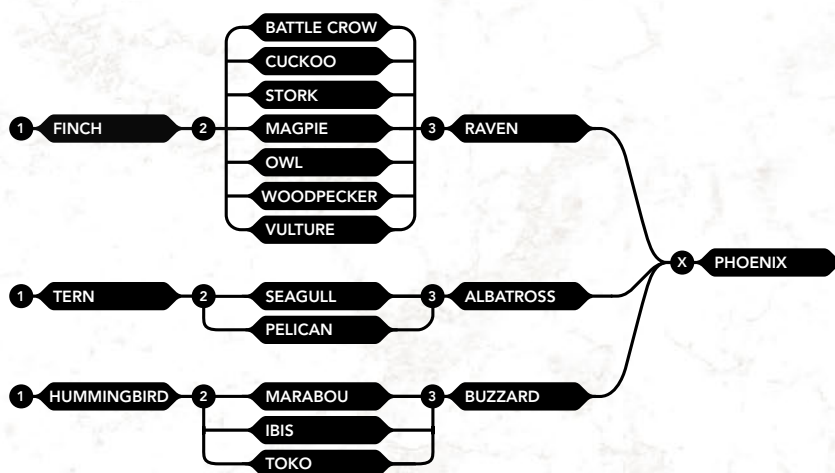 BATTLE CROW
CUCKOO
STORK
1 FINCH 2 MAGPIE 3 RAVEN
OWL
WOODPECKER
VULTURE
X PHOENIX
1 TERN 2 SEAGULL 3 ALBATROSS
PELICAN
1 HUMMINGBIRD 2 MARABOU 3 BUZZARD
IBIS
TOKO